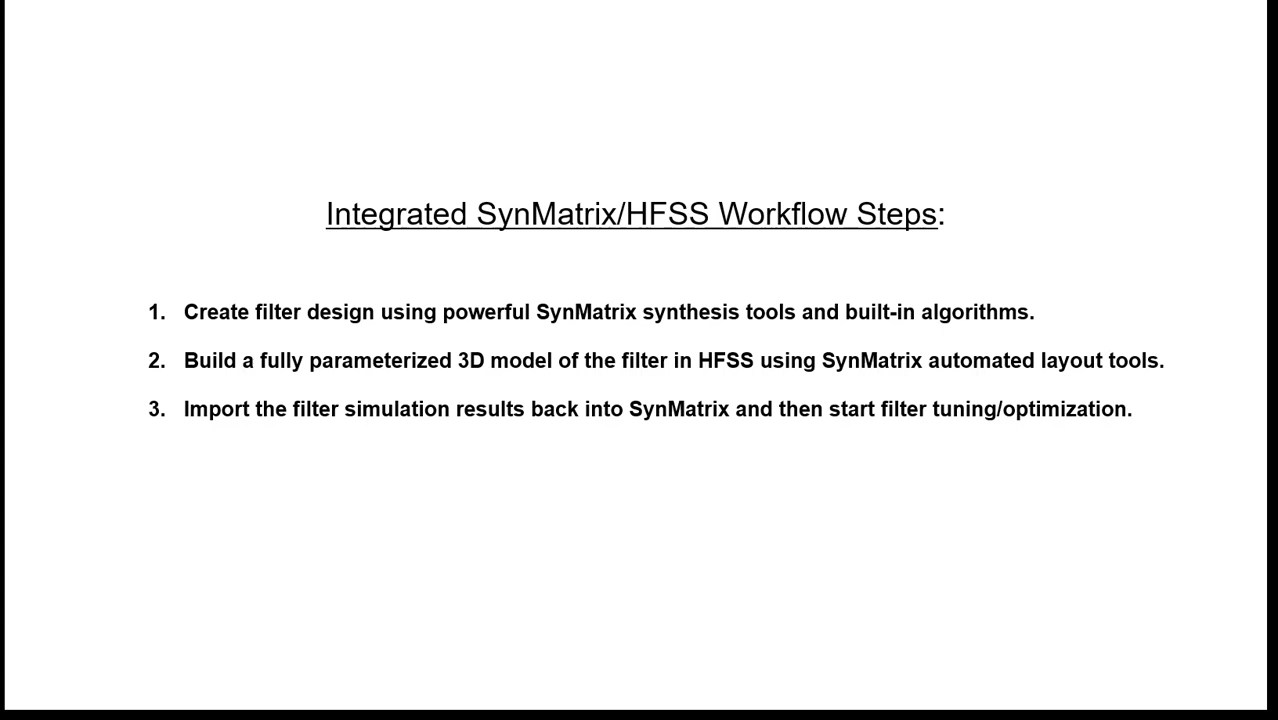 Integrated SynMatrix/HFSS Workflow Steps:
1. Create filter design using powerful SynMatrix synthesis tools and built-in algorithms.
2. Build a fully parameterized 3D model of the filter in HFSS using SynMatrix automated layout tools.
3. Import the filter simulation results back into SynMatrix and then start filter tuning/optimization.